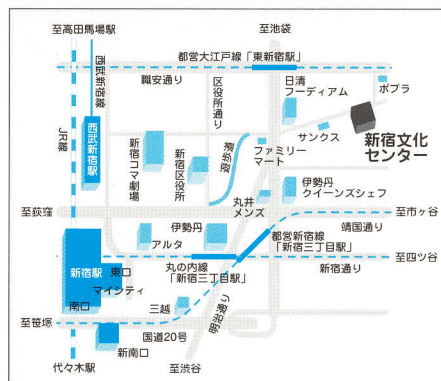 至高田馬場駅
至池袋
都営大江戸線「東新宿駅」
西武新宿線
職安通り
区役所通り
日清
フーディアム
ポプラ
JR線
西武新宿駅
新宿コマ劇場
新宿区役所
遊歩道
サンクス
ファミリー
マート
新宿文化
センター
丸井
メンズ
伊勢丹
クイーンズシェフ
至荻窪
至市ヶ谷
伊勢丹
靖国通り
アルタ
都営新宿線
「新宿三丁目駅」
至四ツ谷
新宿駅
東口
丸の内線
「新宿三丁目駅」
新宿通り
マイシティ
南口
三越
明治通り
至笹塚
国道20号
新南口
代々木駅
至渋谷